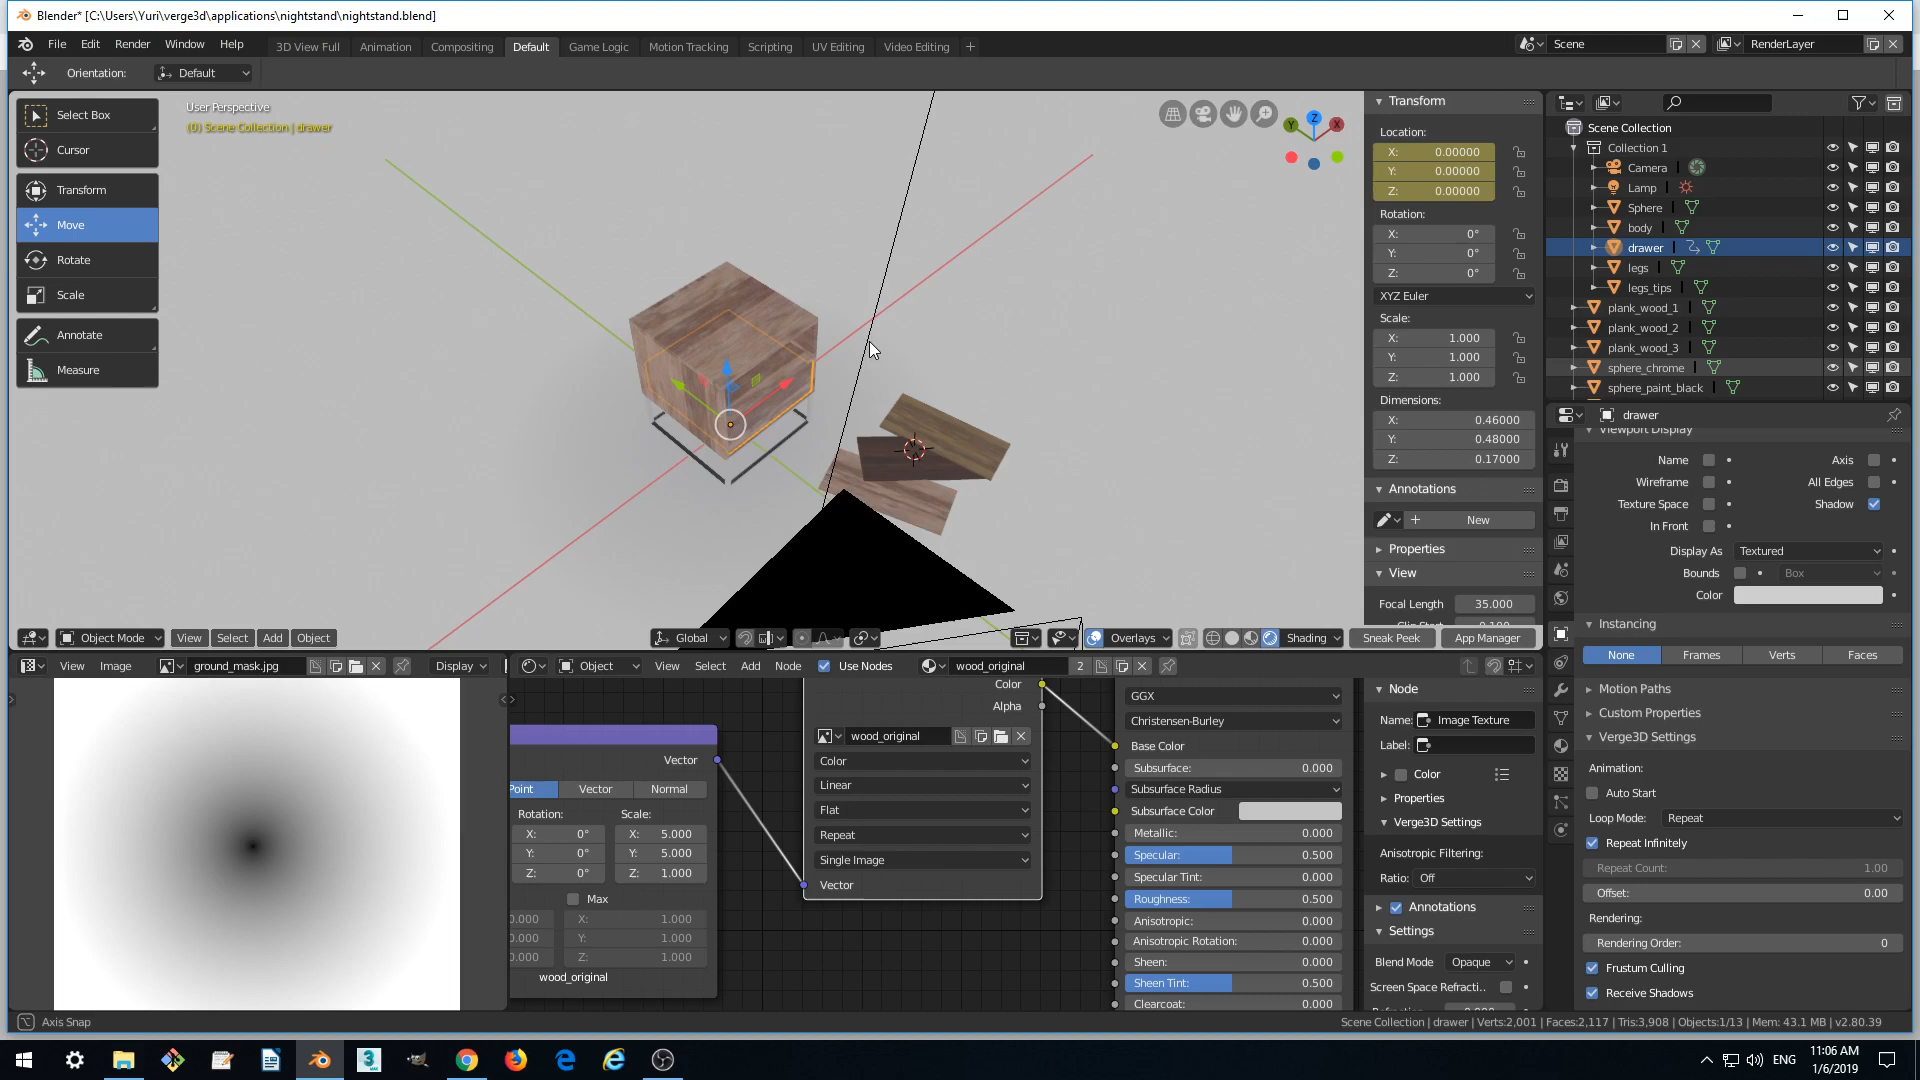 Blender* [C:\Users\Yuri\verge3d\applications\nightstand\nightstand.blend]
File Edit Render Window Help 3D View Full Animation Compositing Default Game Logic Motion Tracking Scripting UV Editing Video Editing + Scene RenderLayer
Orientation: Default
Select Box
Cursor
Transform
Move
Rotate
Scale
Annotate
Measure
User Perspective
(0) Scene Collection | drawer
Z
Y
X
Transform
Location:
X: 0.00000
Y: 0.00000
Z: 0.00000
Rotation:
X: 0°
Y: 0°
Z: 0°
XYZ Euler
Scale:
X: 1.000
Y: 1.000
Z: 1.000
Dimensions:
X: 0.46000
Y: 0.48000
Z: 0.17000
Annotations
+ New
Properties
View
Focal Length 35.000
Scene Collection
Collection 1
Camera
Lamp
Sphere
body
drawer
legs
legs_tips
plank_wood_1
plank_wood_2
plank_wood_3
sphere_chrome
sphere_paint_black
drawer
Viewport Display
Name Axis
Wireframe All Edges
Texture Space Shadow
In Front
Display As Textured
Bounds Box
Color
Instancing
None Frames Verts Faces
Motion Paths
Custom Properties
Verge3D Settings
Animation:
Auto Start
Loop Mode: Repeat
Repeat Infinitely
Repeat Count: 1.00
Offset: 0.00
Rendering:
Rendering Order: 0
Frustum Culling
Receive Shadows
Object Mode View Select Add Object Global Overlays Shading Sneak Peek App Manager
View Image ground_mask.jpg Display
Object View Select Add Node Use Nodes wood_original 2
Vector
Point Vector Normal
Rotation: Scale:
X: 0° X: 5.000
Y: 0° Y: 5.000
Z: 0° Z: 1.000
Max
0.000 X: 1.000
0.000 Y: 1.000
0.000 Z: 1.000
wood_original
Color
Alpha
wood_original
Color
Linear
Flat
Repeat
Single Image
Vector
GGX
Christensen-Burley
Base Color
Subsurface: 0.000
Subsurface Radius
Subsurface Color
Metallic: 0.000
Specular: 0.500
Specular Tint: 0.000
Roughness: 0.500
Anisotropic: 0.000
Anisotropic Rotation: 0.000
Sheen: 0.000
Sheen Tint: 0.500
Clearcoat: 0.000
Node
Name: Image Texture
Label:
Color
Properties
Verge3D Settings
Anisotropic Filtering:
Ratio: Off
Annotations
Settings
Blend Mode Opaque
Screen Space Refracti..
Axis Snap
Scene Collection | drawer | Verts:2,001 | Faces:2,117 | Tris:3,908 | Objects:1/13 | Mem: 43.1 MB | v2.80.39
ENG
11:06 AM
1/6/2019